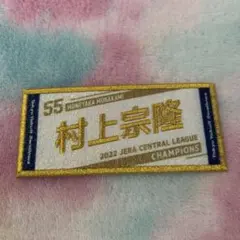 55 MUNETAKA MURAKAMI
村上宗隆
2022 JERA CENTRAL LEAGUE
CHAMPIONS